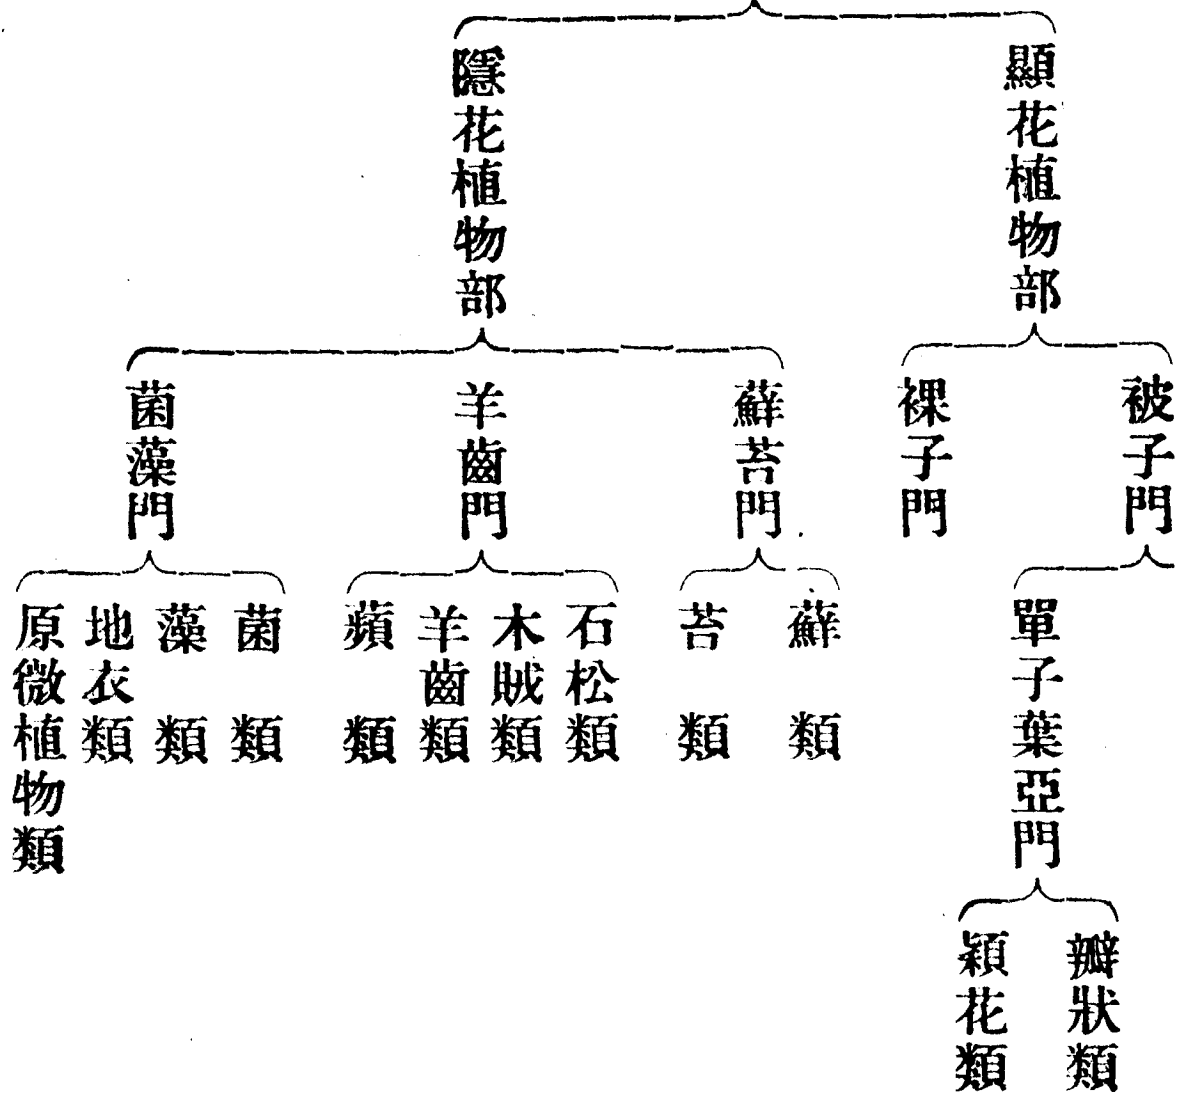 顯花植物部
隱花植物部
被子門
裸子門
蘚苔門
羊齒門
菌藻門
單子葉亞門
蘚類
苔類
石松類
木賊類
羊齒類
蘋類
菌類
藻類
地衣類
原微植物類
瓣狀類
穎花類